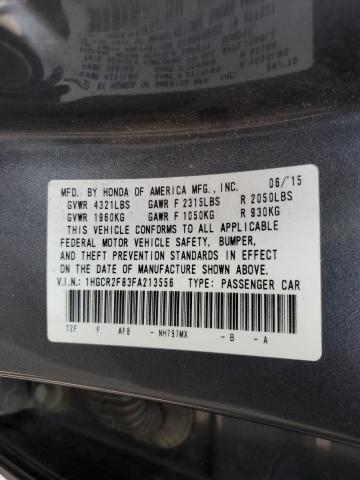 MFD. BY HONDA OF AMERICA MFG., INC. 06/'15
GVWR 4321LBS GAWR F 2315LBS R 2050LBS
GVWR 1960KG GAWR F 1050KG R 930KG
THIS VEHICLE CONFORMS TO ALL APPLICABLE
FEDERAL MOTOR VEHICLE SAFETY, BUMPER,
AND THEFT PREVENTION STANDARDS IN EFFECT
ON THE DATE OF MANUFACTURE SHOWN ABOVE.
V.I.N.: 1HGCR2F83FA213556 TYPE: PASSENGER CAR
T2F F AF8 - NH797MX - B - A